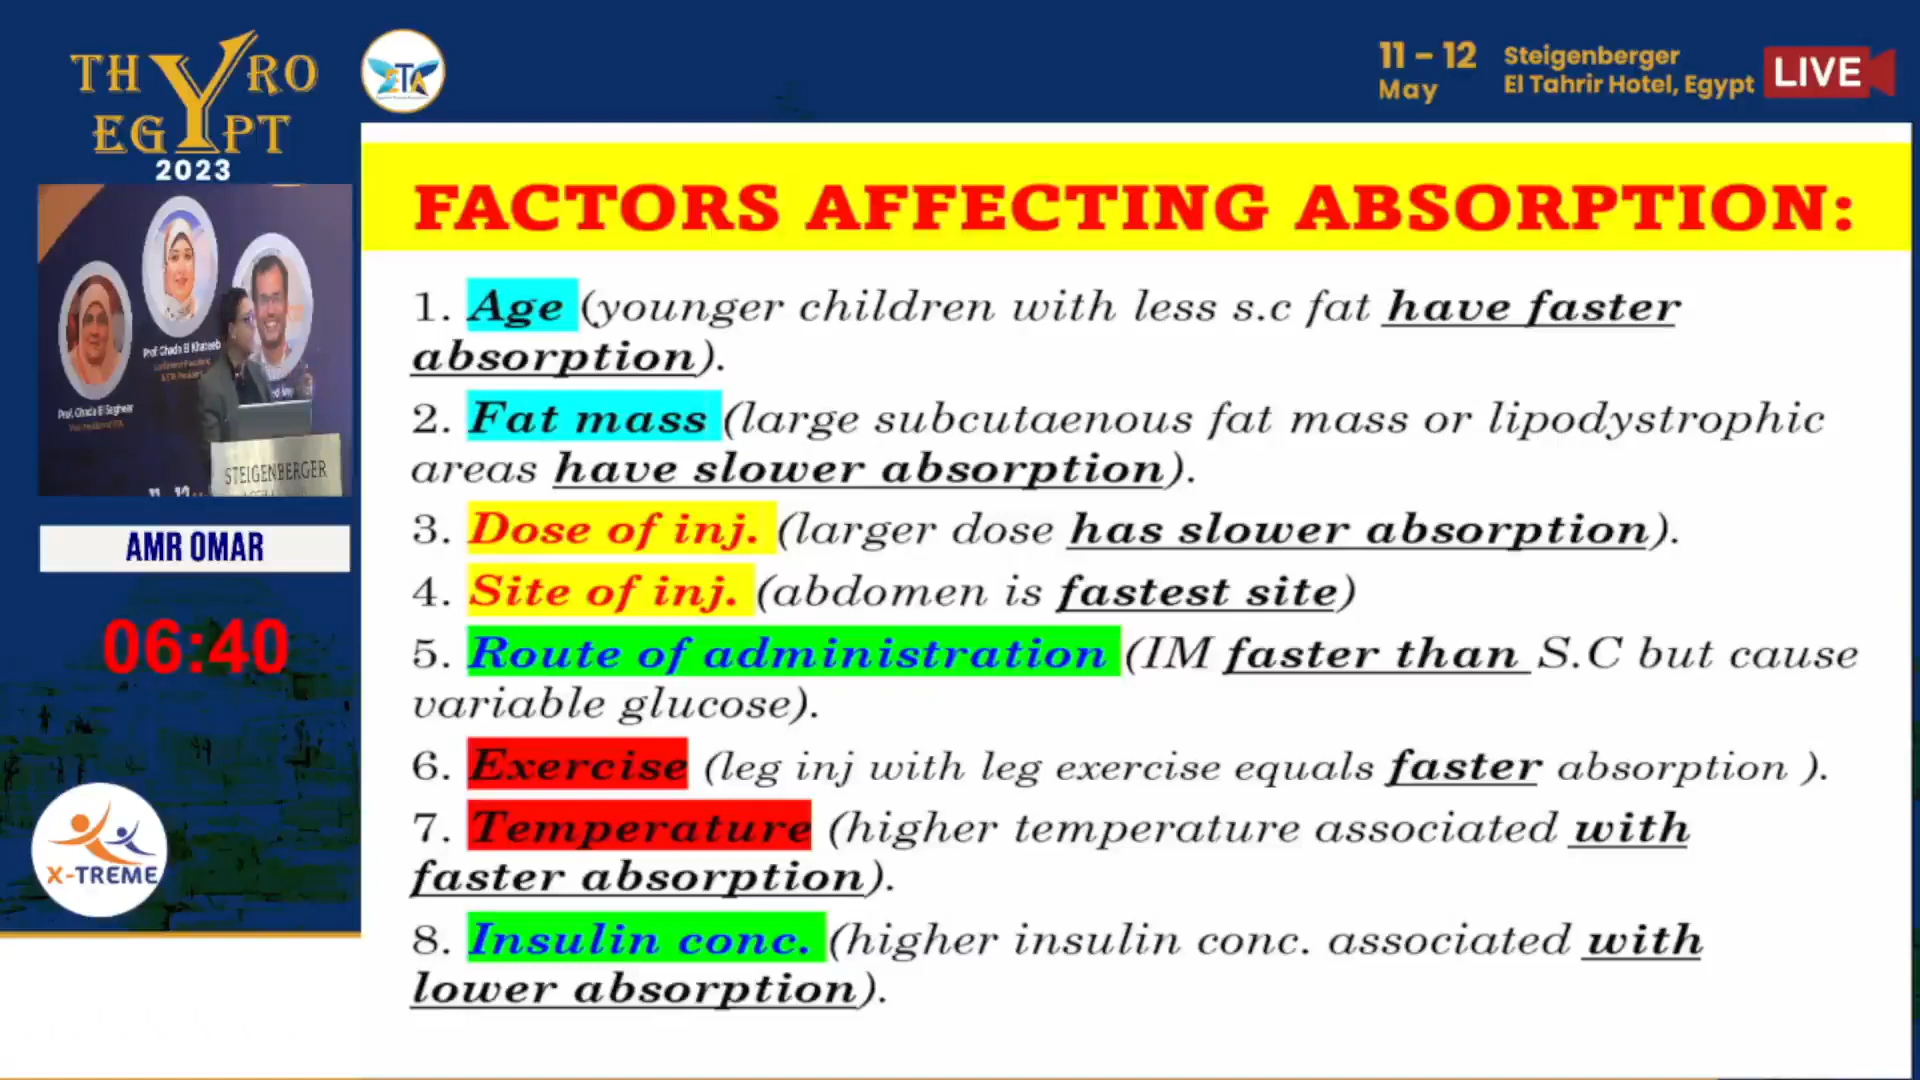 THYRO
EGYPT
2023
ETA
11 - 12
May
Steigenberger
El Tahrir Hotel, Egypt
LIVE
Prof. Ghada El Khateeb
STEIGENBERGER
AMR OMAR
06:40
X-TREME
FACTORS AFFECTING ABSORPTION:
1. Age (younger children with less s.c fat have faster
absorption).
2. Fat mass (large subcutaenous fat mass or lipodystrophic
areas have slower absorption).
3. Dose of inj. (larger dose has slower absorption).
4. Site of inj. (abdomen is fastest site)
5. Route of administration (IM faster than S.C but cause
variable glucose).
6. Exercise (leg inj with leg exercise equals faster absorption ).
7. Temperature (higher temperature associated with
faster absorption).
8. Insulin conc. (higher insulin conc. associated with
lower absorption).